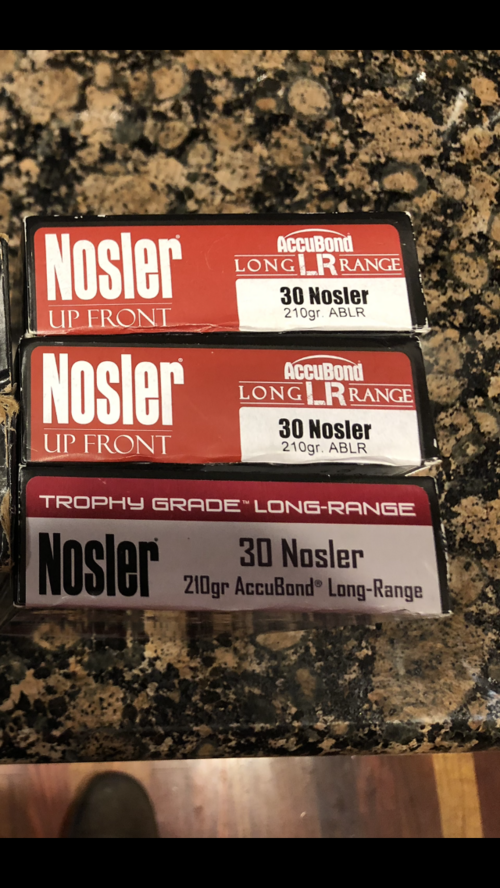 Nosler®
AccuBond®
LONG LR RANGE
30 Nosler
210gr. ABLR
UP FRONT
Nosler®
AccuBond®
LONG LR RANGE
30 Nosler
210gr. ABLR
UP FRONT
TROPHY GRADE™ LONG-RANGE
Nosler®
30 Nosler
210gr AccuBond® Long-Range